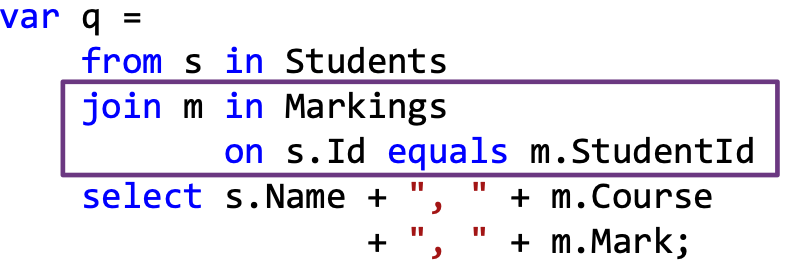 var q =
from s in Students
join m in Markings
on s.Id equals m.StudentId
select s.Name + ", " + m.Course
+ ", " + m.Mark;